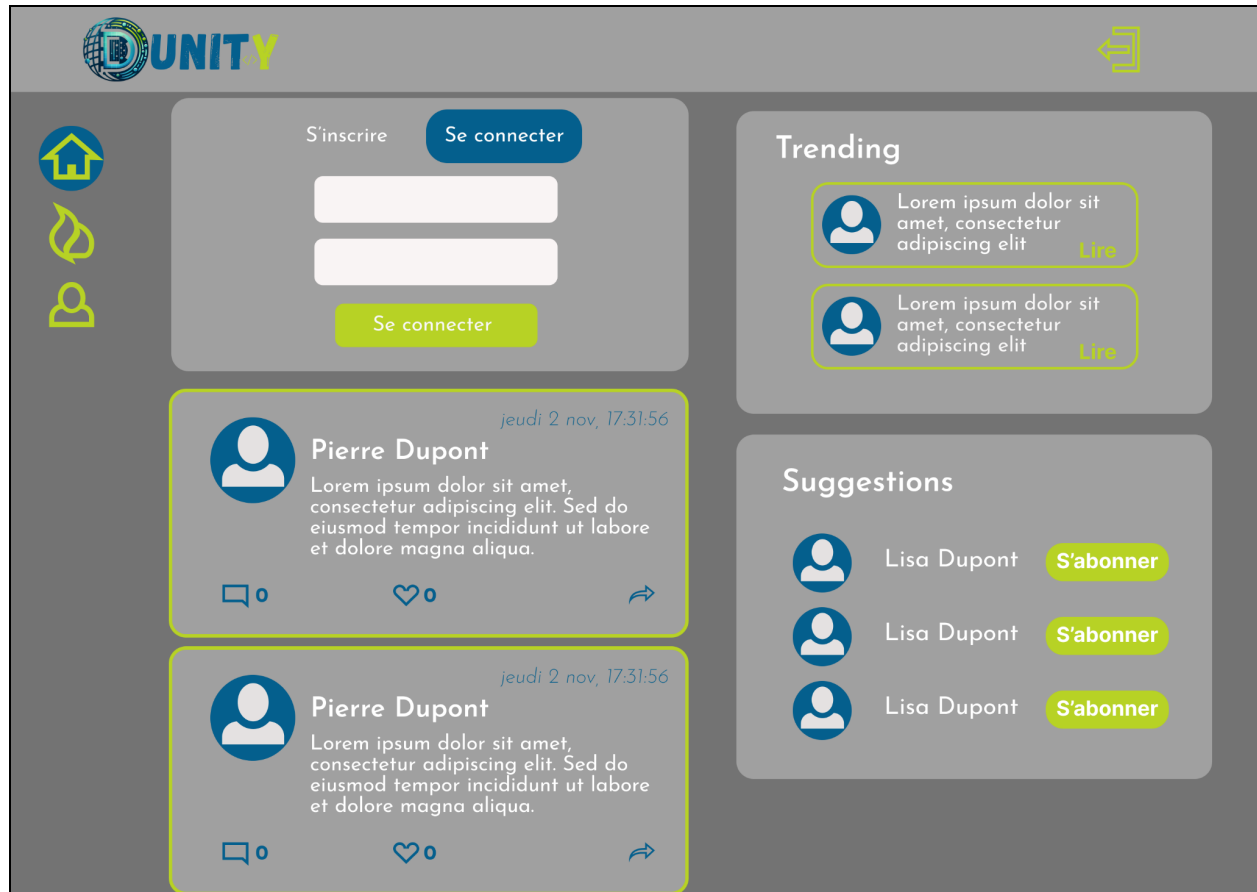 DUNITY
S'inscrire
Se connecter
Se connecter
jeudi 2 nov, 17:31:56
Pierre Dupont
Lorem ipsum dolor sit amet,
consectetur adipiscing elit. Sed do
eiusmod tempor incididunt ut labore
et dolore magna aliqua.
0
0
jeudi 2 nov, 17:31:56
Pierre Dupont
Lorem ipsum dolor sit amet,
consectetur adipiscing elit. Sed do
eiusmod tempor incididunt ut labore
et dolore magna aliqua.
0
0
Trending
Lorem ipsum dolor sit
amet, consectetur
adipiscing elit
Lire
Lorem ipsum dolor sit
amet, consectetur
adipiscing elit
Lire
Suggestions
Lisa Dupont
S'abonner
Lisa Dupont
S'abonner
Lisa Dupont
S'abonner